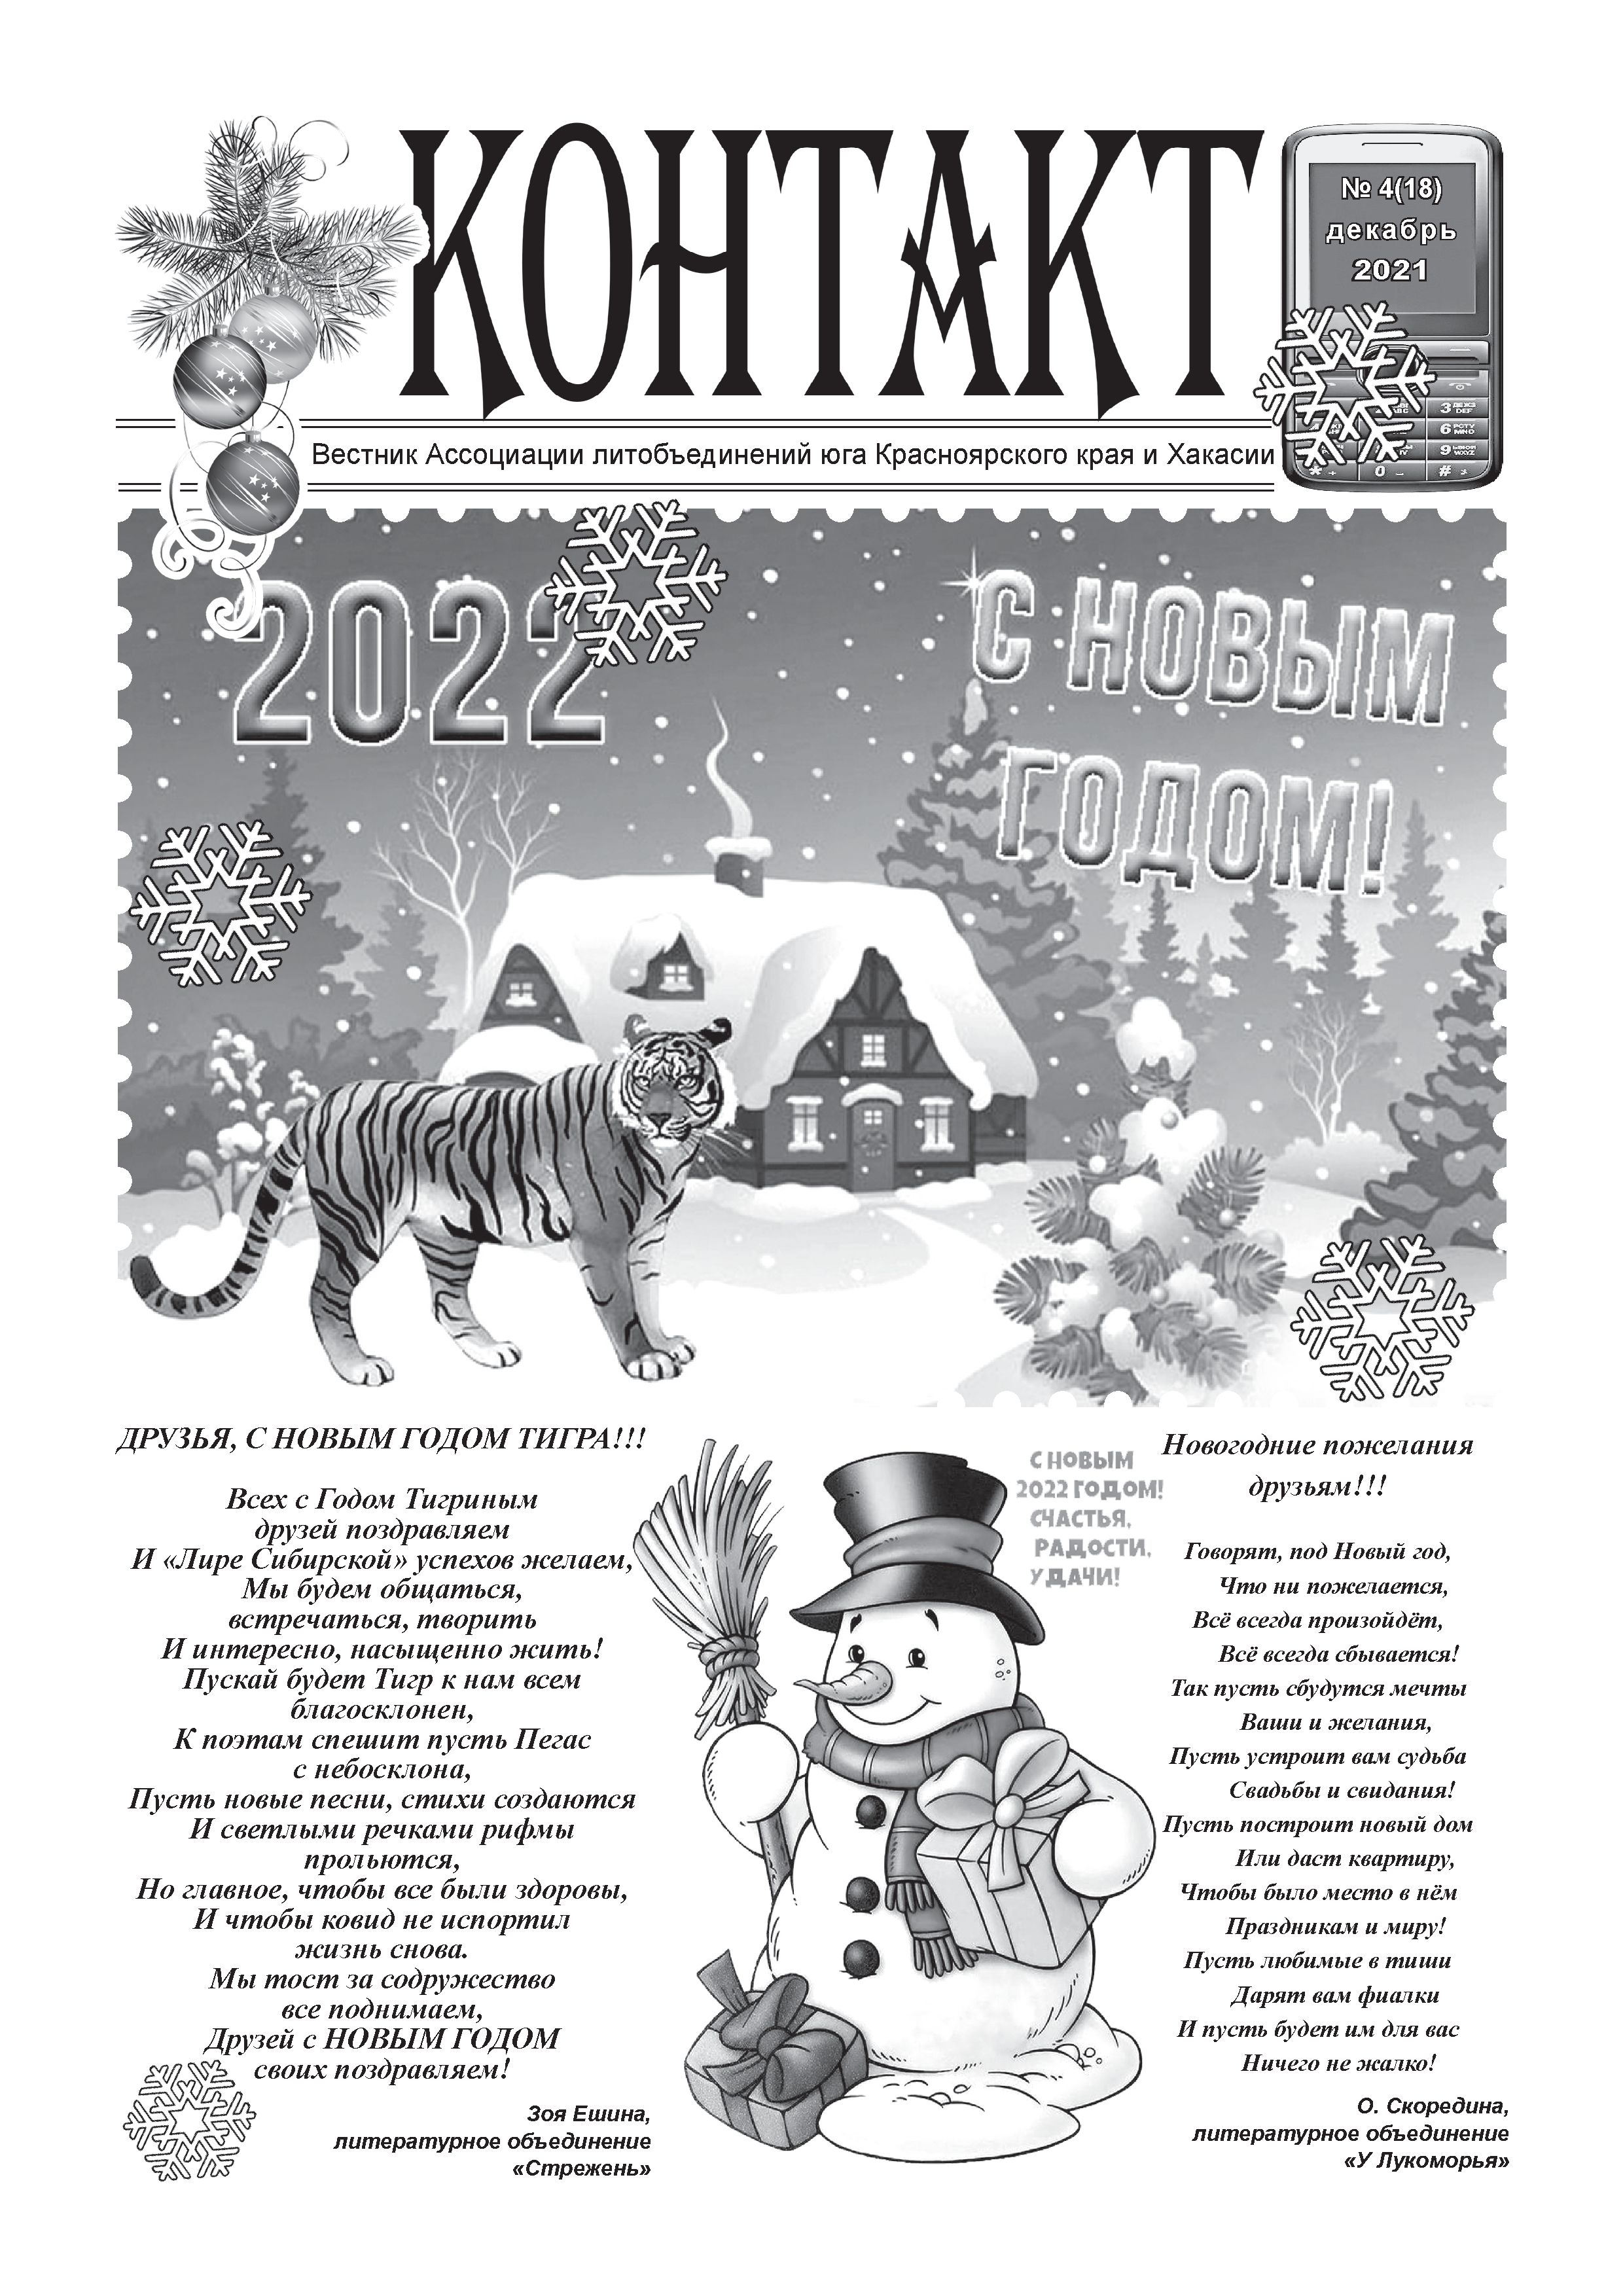 КОНТАКТ
№ 4(18)
декабрь
2021
Вестник Ассоциации литобъединений юга Красноярского края и Хакасии
2022
С НОВЫМ
ГОДОМ!
ДРУЗЬЯ, С НОВЫМ ГОДОМ ТИГРА!!!
Всех с Годом Тигриным
друзей поздравляем
И «Лире Сибирской» успехов желаем,
Мы будем общаться,
встречаться, творить
И интересно, насыщенно жить!
Пускай будет Тигр к нам всем
благосклонен,
К поэтам спешит пусть Пегас
с небосклона,
Пусть новые песни, стихи создаются
И светлыми речками рифмы
прольются,
Но главное, чтобы все были здоровы,
И чтобы ковид не испортил
жизнь снова.
Мы тост за содружество
все поднимаем,
Друзей с НОВЫМ ГОДОМ
своих поздравляем!
Зоя Ешина,
литературное объединение
«Стрежень»
С НОВЫМ
2022 ГОДОМ!
СЧАСТЬЯ,
РАДОСТИ,
УДАЧИ!
Новогодние пожелания
друзьям!!!
Говорят, под Новый год,
Что ни пожелается,
Всё всегда произойдёт,
Всё всегда сбывается!
Так пусть сбудутся мечты
Ваши и желания,
Пусть устроит вам судьба
Свадьбы и свидания!
Пусть построит новый дом
Или даст квартиру,
Чтобы было место в нём
Праздникам и миру!
Пусть любимые в тиши
Дарят вам фиалки
И пусть будет им для вас
Ничего не жалко!
О. Скоредина,
литературное объединение
«У Лукоморья»